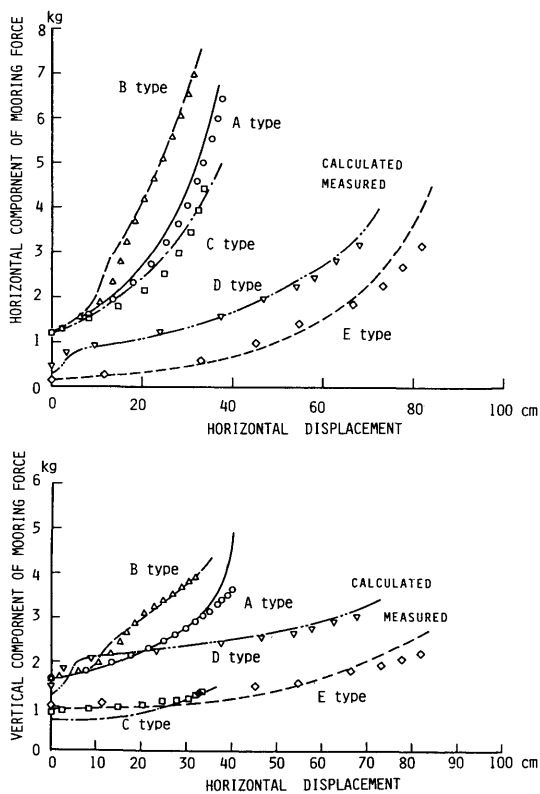 kg
8
7
6
5
4
3
2
1
0
HORIZONTAL COMPORNENT OF MOORING FORCE
B type
A type
CALCULATED
MEASURED
C type
D type
E type
0 20 40 60 80 100 cm
HORIZONTAL DISPLACEMENT
kg
6
5
4
3
2
1
0
VERTICAL COMPORNENT OF MOORING FORCE
B type
CALCULATED
A type
MEASURED
D type
E type
C type
0 10 20 30 40 50 60 70 80 90 100 cm
HORIZONTAL DISPLACEMENT